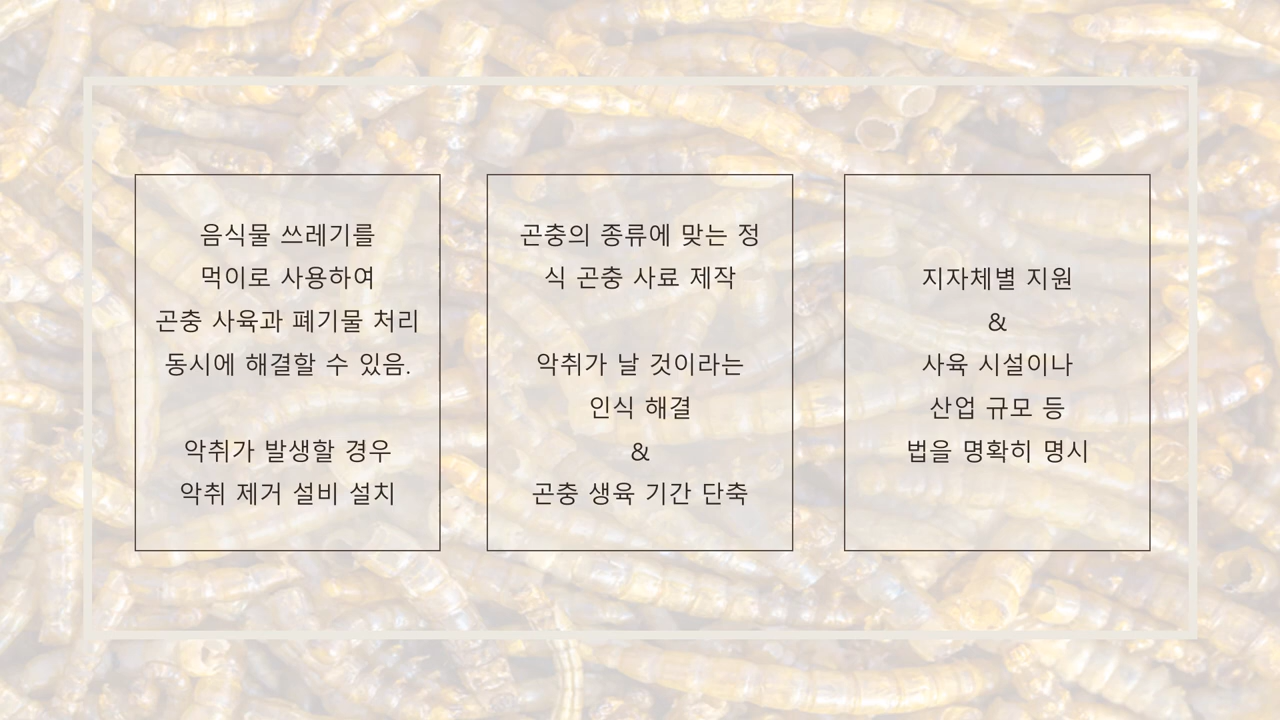 음식물 쓰레기를
먹이로 사용하여
곤충 사육과 폐기물 처리
동시에 해결할 수 있음.
악취가 발생할 경우
악취 제거 설비 설치
곤충의 종류에 맞는 정
식 곤충 사료 제작
악취가 날 것이라는
인식 해결
&
곤충 생육 기간 단축
지자체별 지원
&
사육 시설이나
산업 규모 등
법을 명확히 명시